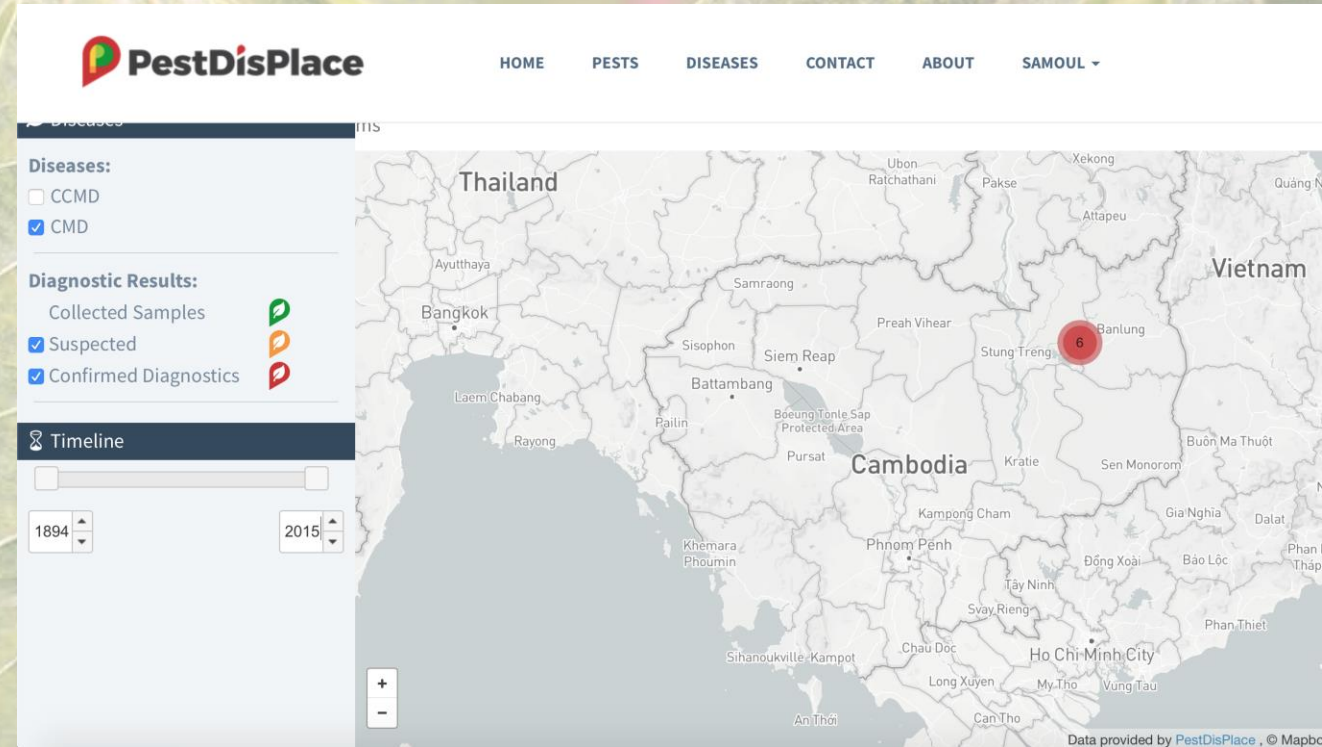 PestDisPlace
HOME PESTS DISEASES CONTACT ABOUT SAMOUL
Diseases
Diseases:
CCMD
CMD
Diagnostic Results:
Collected Samples
Suspected
Confirmed Diagnostics
Timeline
1894 2015
Thailand
Ubon
Ratchathani
Pakse
Xekong
Attapeu
Vietnam
Ayutthaya
Bangkok
Samraong
Preah Vihear
Banlung
6
Stung Treng
Sisophon
Siem Reap
Battambang
Laem Chabang
Rayong
Pailin
Boeung Tonle Sap
Protected Area
Pursat
Cambodia
Kratie
Sen Monorom
Buôn Ma Thuột
Kampong Cham
Gia Nghia
Dalat
Khemara
Phoumin
Phnom Penh
Đồng Xoài
Bảo Lộc
Tây Ninh
Svay Rieng
Phan Thiet
Sihanoukville
Kampot
Chau Doc
Ho Chi Minh City
Long Xuyen
My Tho
Vung Tau
An Thới
Can Tho
+
−
Data provided by PestDisPlace , © Mapbo